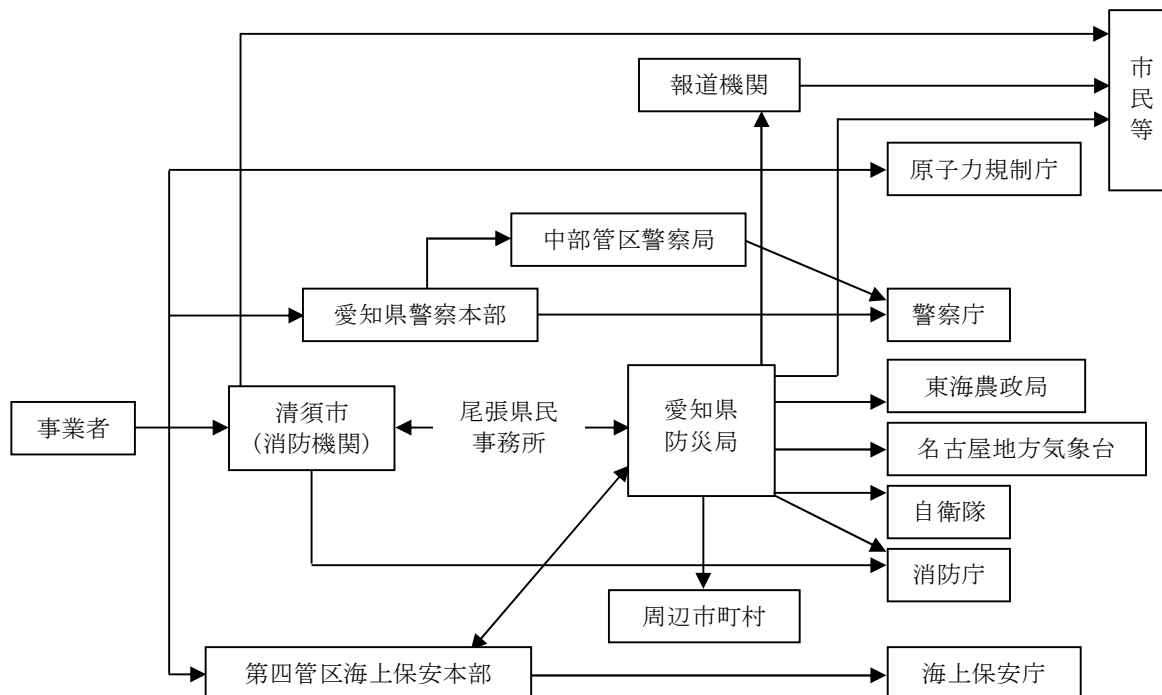 市民等
報道機関
原子力規制庁
中部管区警察局
愛知県警察本部
警察庁
事業者
清須市
(消防機関)
尾張県民
事務所
愛知県
防災局
東海農政局
名古屋地方気象台
自衛隊
消防庁
周辺市町村
第四管区海上保安本部
海上保安庁